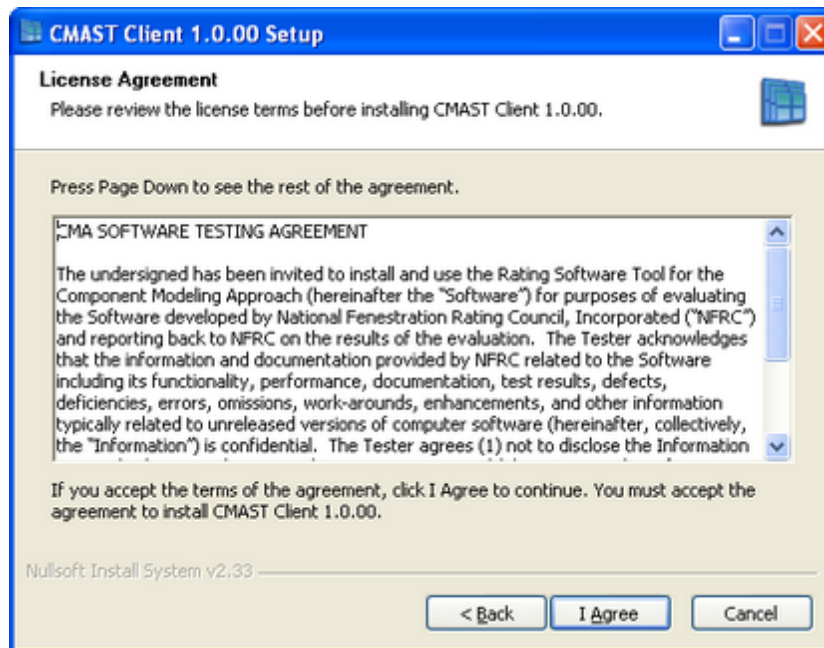 CMAST Client 1.0.00 Setup
License Agreement
Please review the license terms before installing CMAST Client 1.0.00.
Press Page Down to see the rest of the agreement.
CMA SOFTWARE TESTING AGREEMENT
The undersigned has been invited to install and use the Rating Software Tool for the
Component Modeling Approach (hereinafter the "Software") for purposes of evaluating
the Software developed by National Fenestration Rating Council, Incorporated ("NFRC")
and reporting back to NFRC on the results of the evaluation.  The Tester acknowledges
that the information and documentation provided by NFRC related to the Software
including its functionality, performance, documentation, test results, defects,
deficiencies, errors, omissions, work-arounds, enhancements, and other information
typically related to unreleased versions of computer software (hereinafter, collectively,
the "Information") is confidential.  The Tester agrees (1) not to disclose the Information
If you accept the terms of the agreement, click I Agree to continue. You must accept the
agreement to install CMAST Client 1.0.00.
Nullsoft Install System v2.33
< Back
I Agree
Cancel